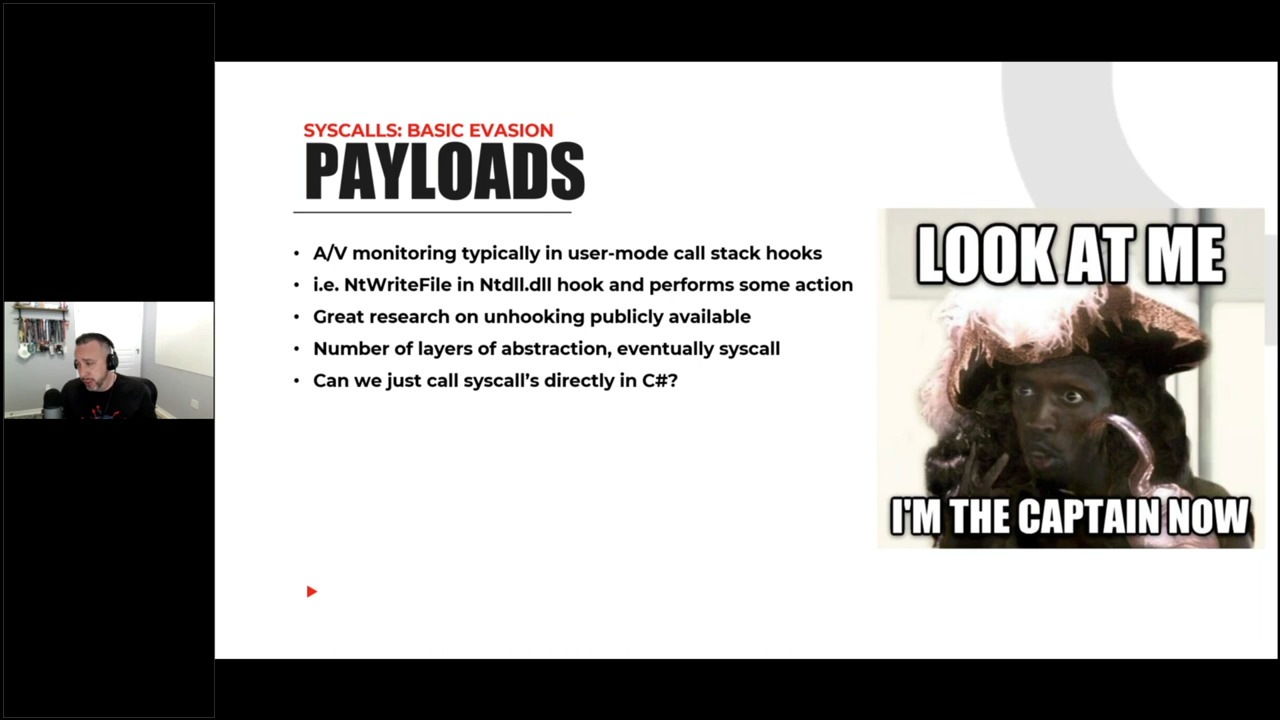 SYSCALLS: BASIC EVASION
PAYLOADS
• A/V monitoring typically in user-mode call stack hooks
• i.e. NtWriteFile in Ntdll.dll hook and performs some action
• Great research on unhooking publicly available
• Number of layers of abstraction, eventually syscall
• Can we just call syscall’s directly in C#?
LOOK AT ME
I'M THE CAPTAIN NOW